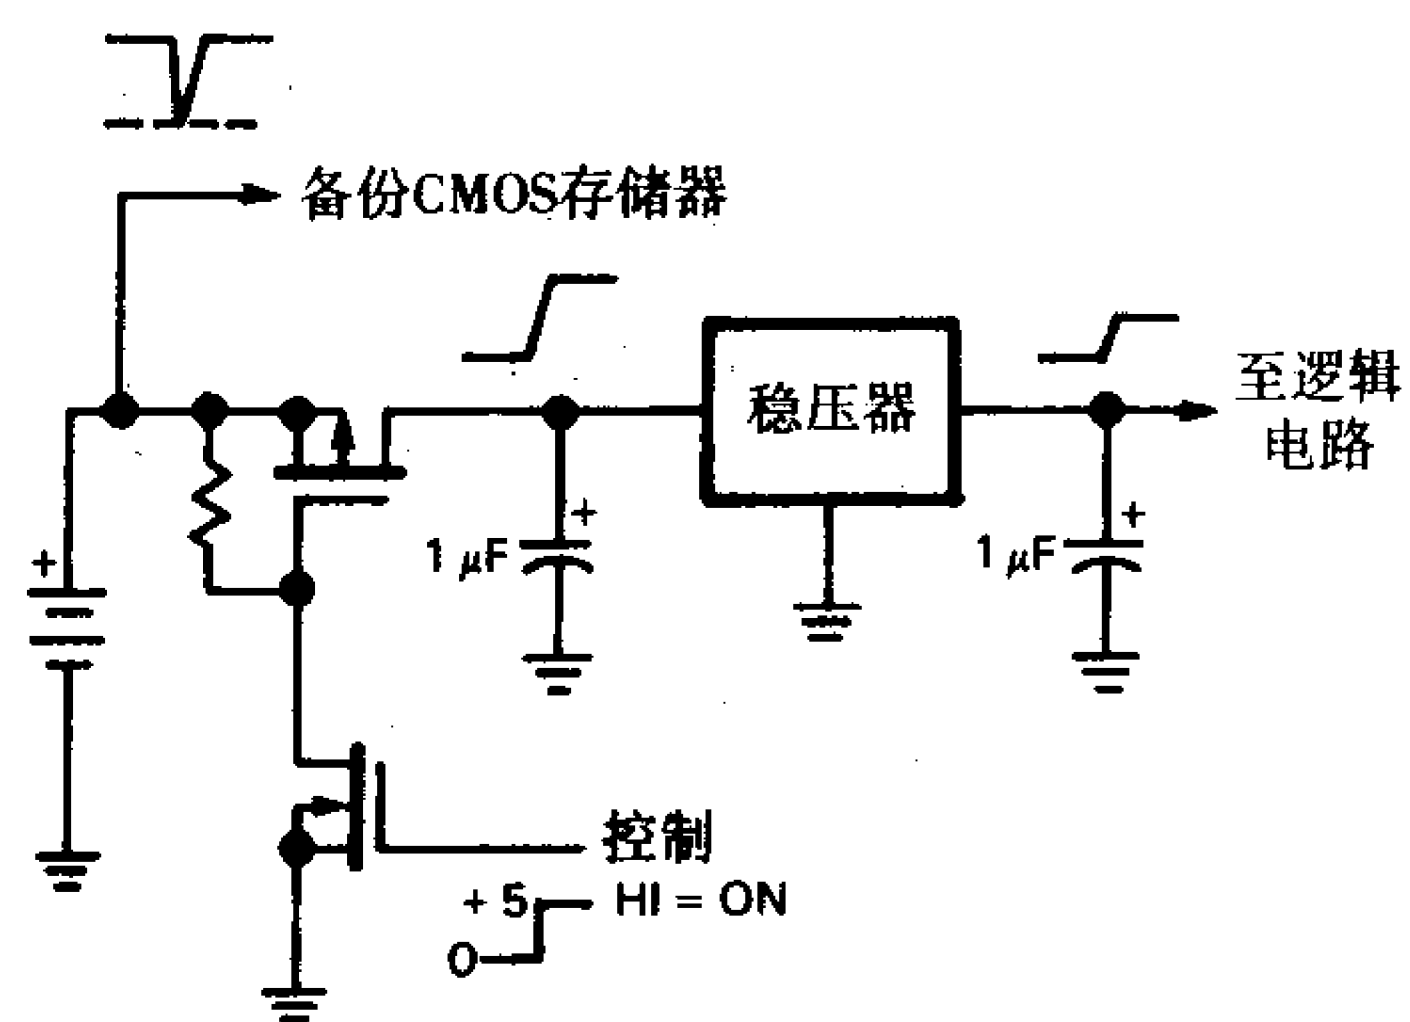 备份CMOS存储器
稳压器
至逻辑
电路
+
1 μF
+
1 μF
+
控制
+5
HI = ON
0